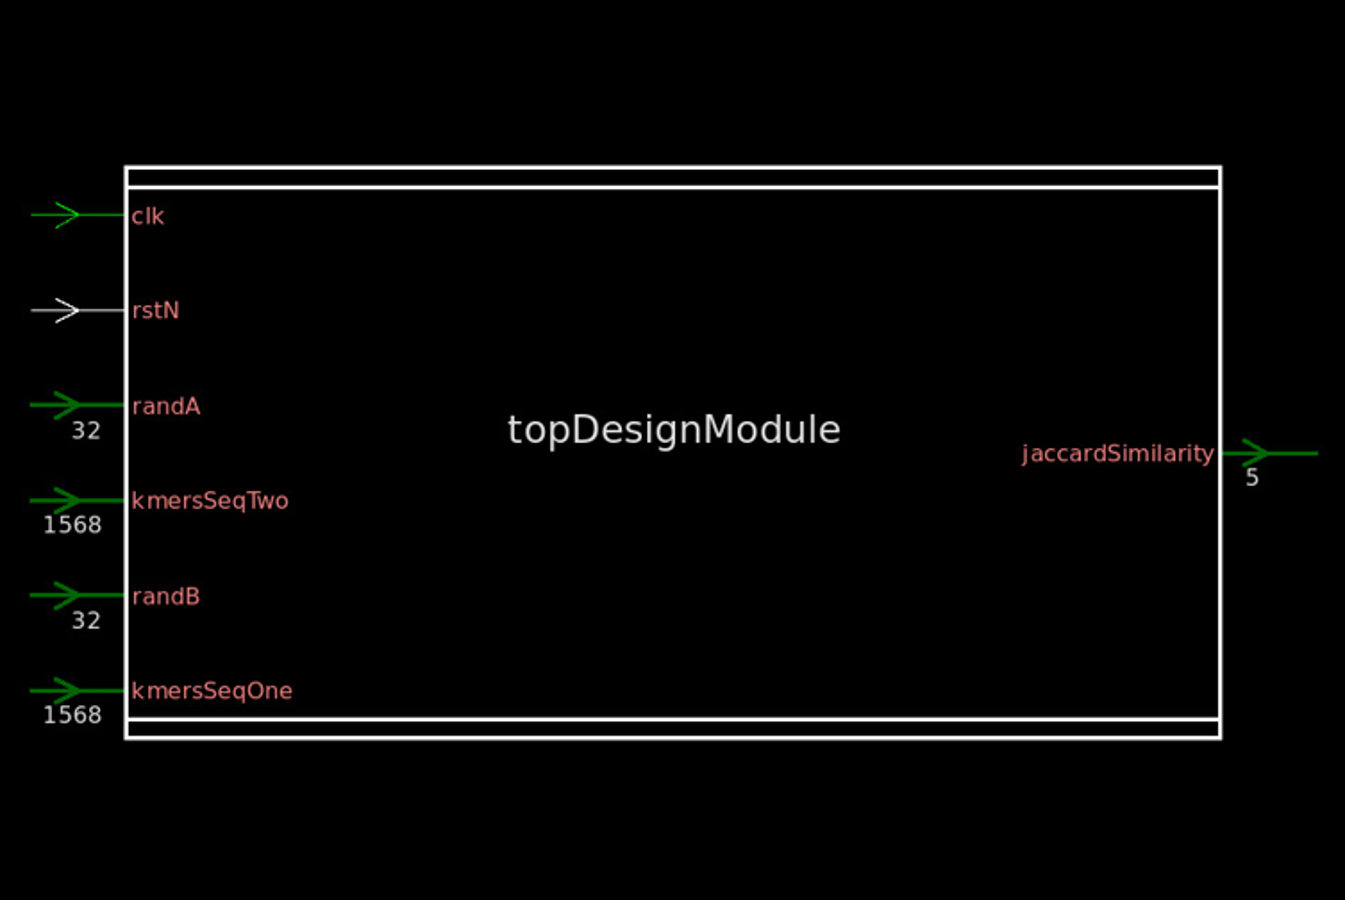 clk
rstN
randA
32
kmersSeqTwo
1568
randB
32
kmersSeqOne
1568
topDesignModule
jaccardSimilarity
5